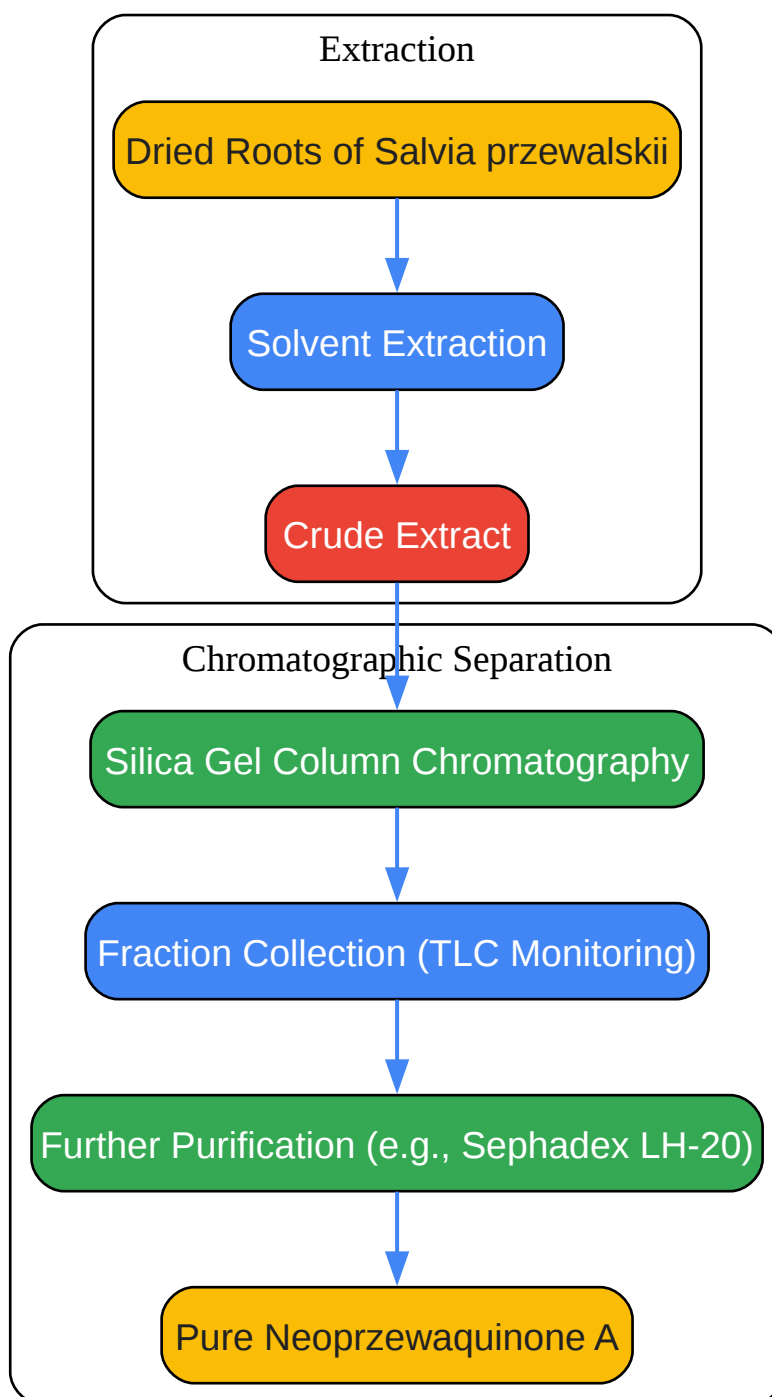 Extraction
Dried Roots of Salvia przewalskii
Solvent Extraction
Crude Extract
Chromatographic Separation
Silica Gel Column Chromatography
Fraction Collection (TLC Monitoring)
Further Purification (e.g., Sephadex LH-20)
Pure Neoprzewaquinone A